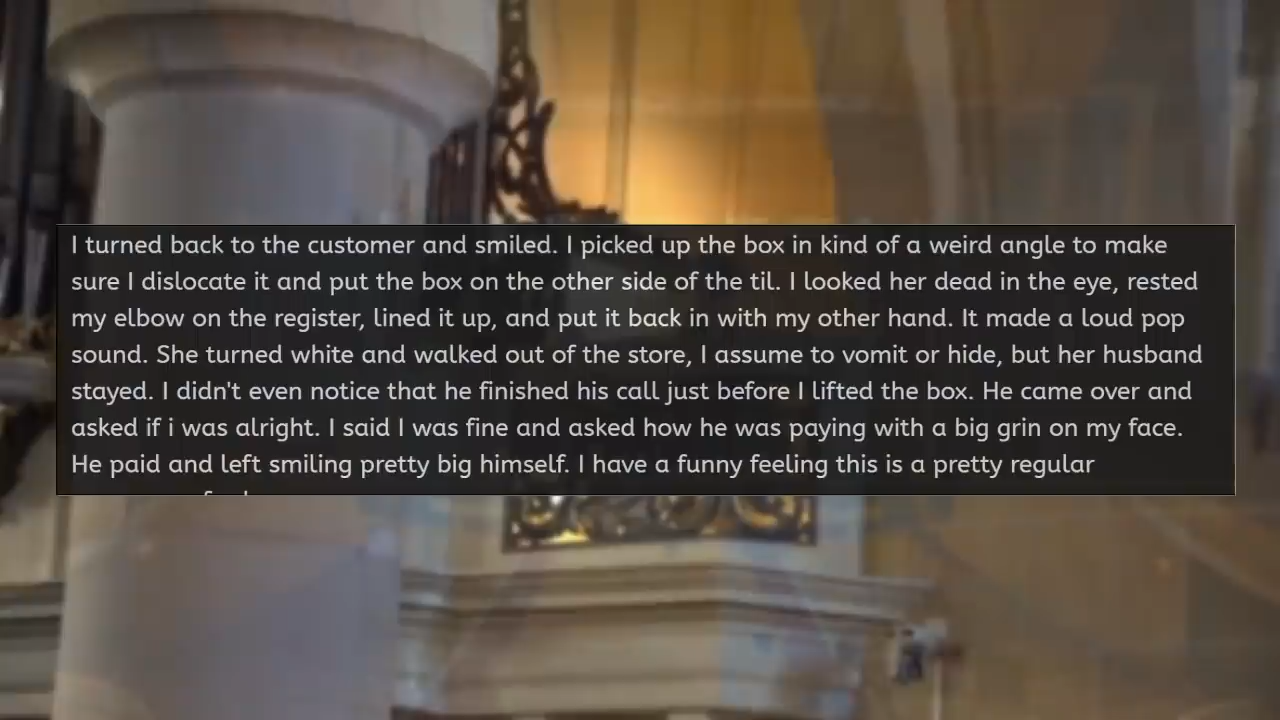 I turned back to the customer and smiled. I picked up the box in kind of a weird angle to make
sure I dislocate it and put the box on the other side of the til. I looked her dead in the eye, rested
my elbow on the register, lined it up, and put it back in with my other hand. It made a loud pop
sound. She turned white and walked out of the store, I assume to vomit or hide, but her husband
stayed. I didn't even notice that he finished his call just before I lifted the box. He came over and
asked if i was alright. I said I was fine and asked how he was paying with a big grin on my face.
He paid and left smiling pretty big himself. I have a funny feeling this is a pretty regular